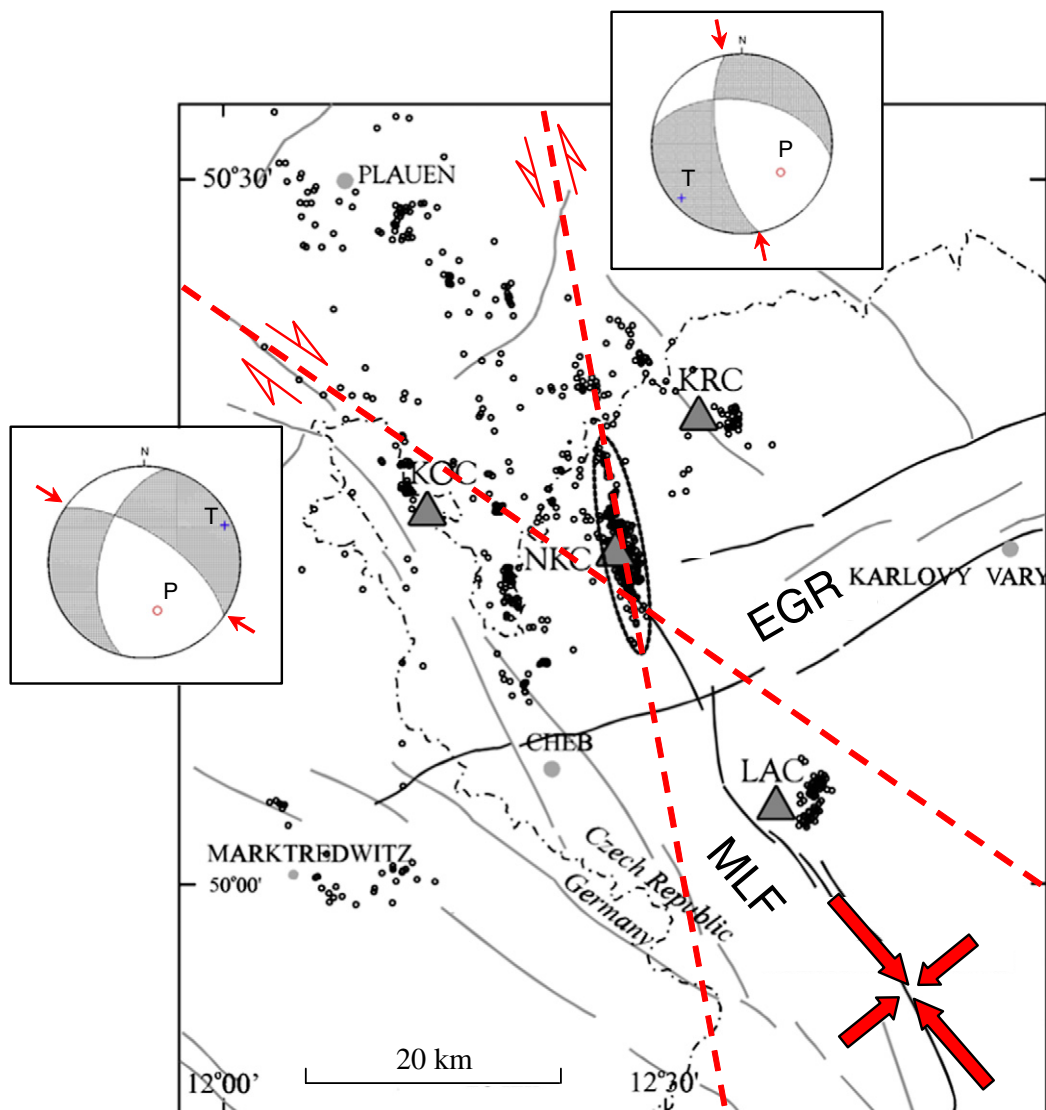 N
P
T
50°30'
PLAUEN
KRC
N
KOC
T
NKC
P
KARLOVY VARY
EGR
CHEB
LAC
MARKTREDWITZ
50°00'
Czech Republic
Germany
MLF
20 km
12°00'
12°30'